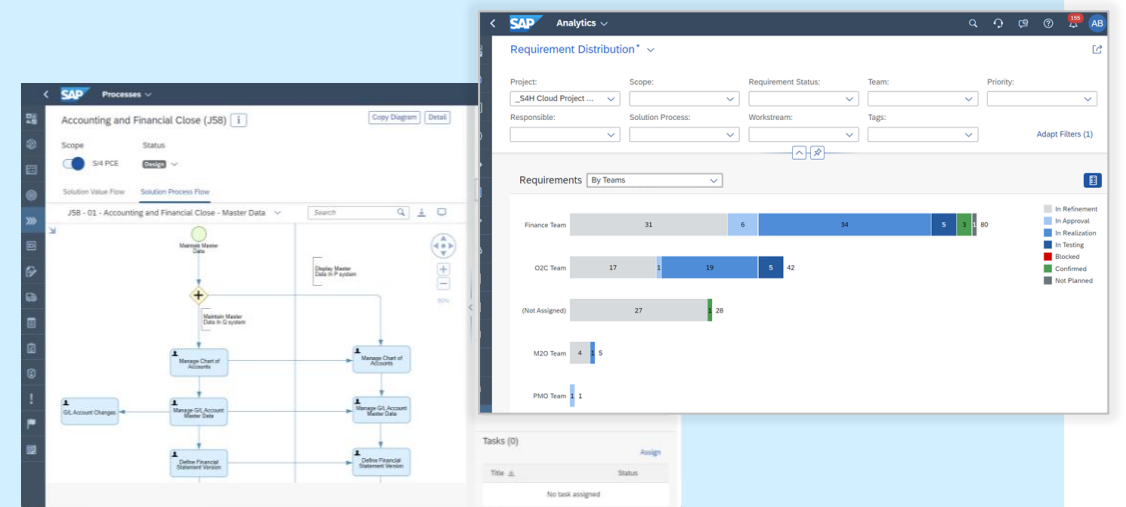 SAP Analytics
155
AB
Requirement Distribution*
Project: Scope: Requirement Status: Team: Priority:
_S4H Cloud Project ...
Responsible: Solution Process: Workstream: Tags:
Adapt Filters (1)
Requirements By Teams
Finance Team 31 6 34 5 3 1 80
O2C Team 17 1 19 5 42
(Not Assigned) 27 1 28
M2O Team 4 1 5
PMO Team 1 1
In Refinement
In Approval
In Realization
In Testing
Blocked
Confirmed
Not Planned
SAP Processes
Accounting and Financial Close (J58) i
Copy Diagram Detail
Scope Status
S/4 PCE Design
Solution Value Flow Solution Process Flow
J58 - 01 - Accounting and Financial Close - Master Data Search
Maintain Master
Data
Display Master
Data in P system
Maintain Master
Data in Q system
80%
Manage Chart of
Accounts
Manage Chart of
Accounts
G/L Account Changes
Manage G/L Account
Master Data
Manage G/L Account
Master Data
Define Financial
Statement Version
Define Financial
Statement Version
Tasks (0)
Assign
Title Status
No task assigned